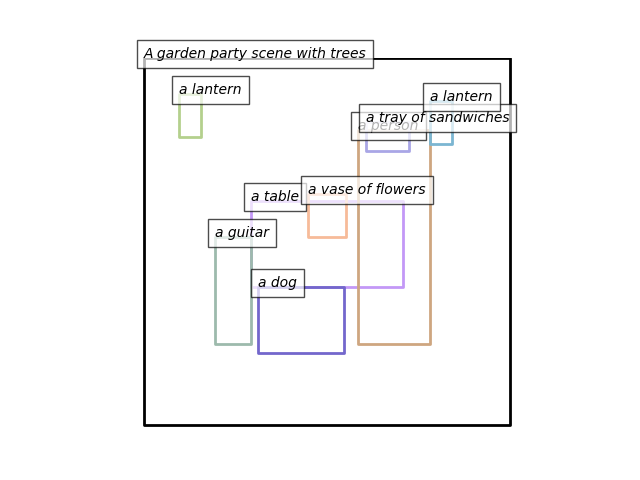 A garden party scene with trees
a lantern
a lantern
a tray of sandwiches
a person
a table
a vase of flowers
a guitar
a dog